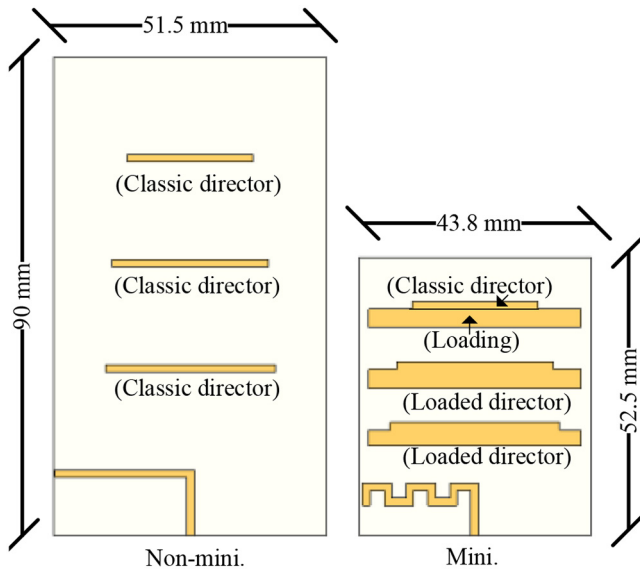 51.5 mm
90 mm
(Classic director)
(Classic director)
(Classic director)
Non-mini.
43.8 mm
52.5 mm
(Classic director)
(Loading)
(Loaded director)
(Loaded director)
Mini.